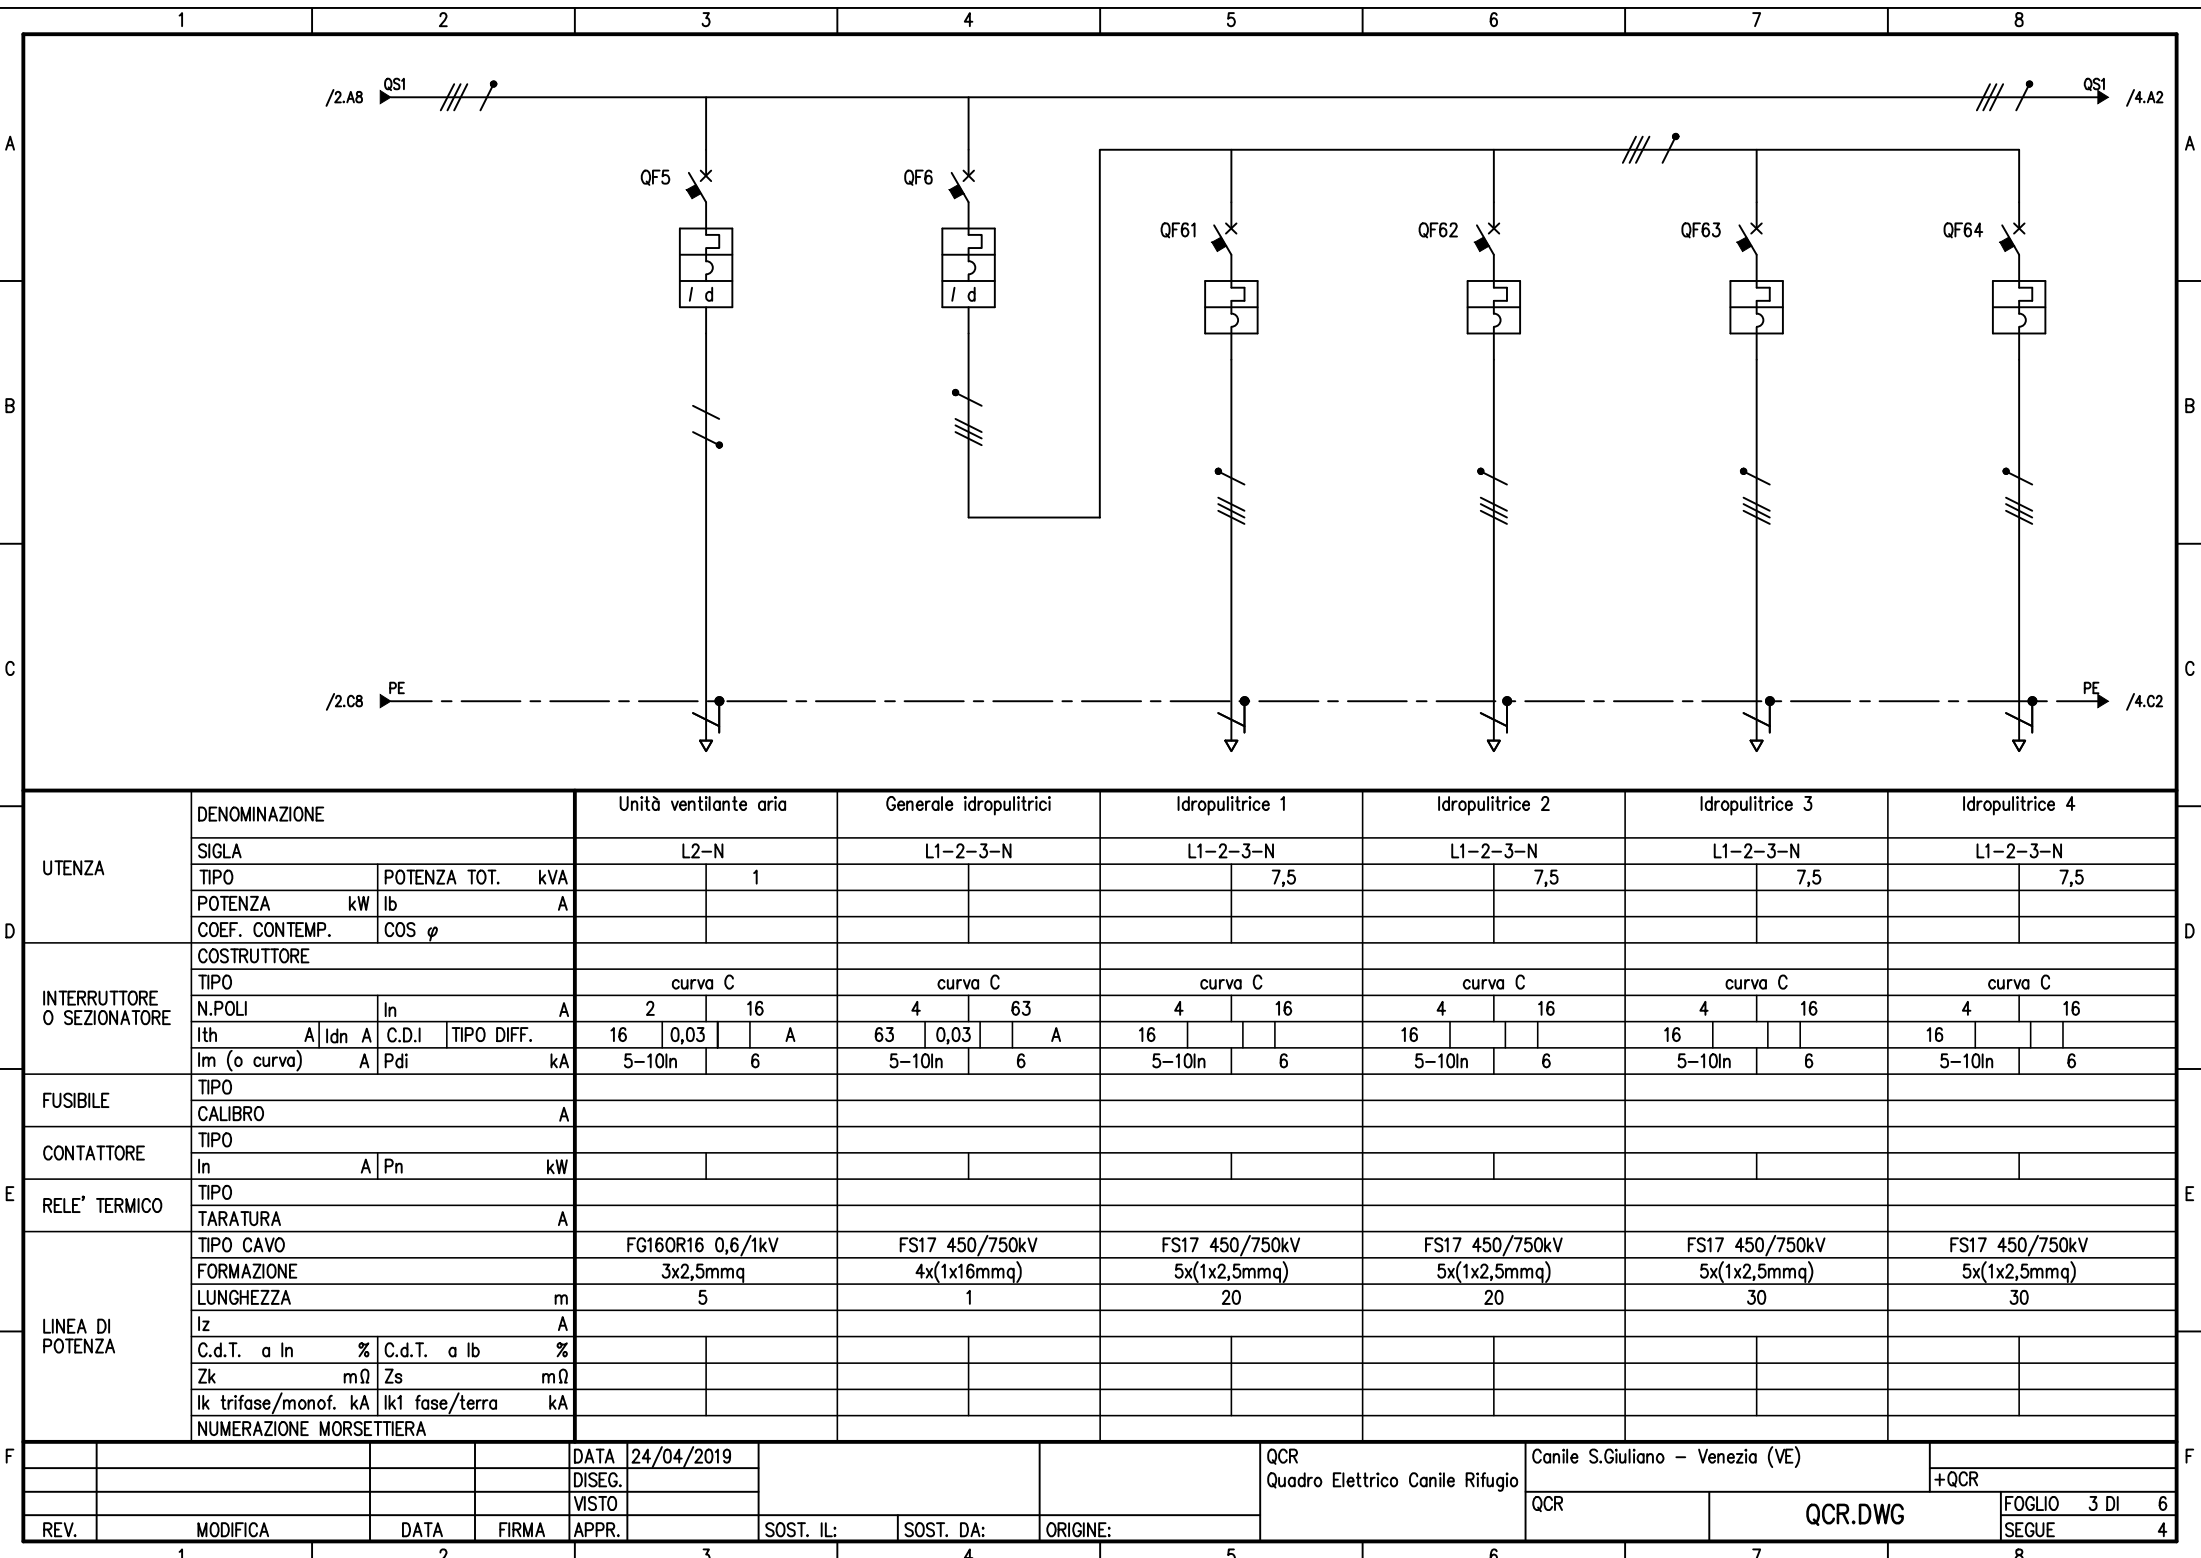 1 2 3 4 5 6 7 8
/2.A8 QS1 QS1 /4.A2
A A
QF5 QF6
QF61 QF62 QF63 QF64
I d I d
B B
C C
/2.C8 PE PE /4.C2
UTENZA
DENOMINAZIONE Unità ventilante aria Generale idropulitrici Idropulitrice 1 Idropulitrice 2 Idropulitrice 3 Idropulitrice 4
SIGLA L2-N L1-2-3-N L1-2-3-N L1-2-3-N L1-2-3-N L1-2-3-N
TIPO POTENZA TOT. kVA 1 7,5 7,5 7,5 7,5
POTENZA kW Ib A
D COEF. CONTEMP. COS φ D
INTERRUTTORE O SEZIONATORE
COSTRUTTORE
TIPO curva C curva C curva C curva C curva C curva C
N.POLI In A 2 16 4 63 4 16 4 16 4 16 4 16
Ith A Idn A C.D.I TIPO DIFF. 16 0,03 A 63 0,03 A 16 16 16 16
Im (o curva) A Pdi kA 5-10In 6 5-10In 6 5-10In 6 5-10In 6 5-10In 6 5-10In 6
FUSIBILE
TIPO
CALIBRO A
CONTATTORE
TIPO
In A Pn kW
E RELE' TERMICO E
TIPO
TARATURA A
LINEA DI POTENZA
TIPO CAVO FG16OR16 0,6/1kV FS17 450/750kV FS17 450/750kV FS17 450/750kV FS17 450/750kV FS17 450/750kV
FORMAZIONE 3x2,5mmq 4x(1x16mmq) 5x(1x2,5mmq) 5x(1x2,5mmq) 5x(1x2,5mmq) 5x(1x2,5mmq)
LUNGHEZZA m 5 1 20 20 30 30
Iz A
C.d.T. a In % C.d.T. a Ib %
Zk mΩ Zs mΩ
Ik trifase/monof. kA Ik1 fase/terra kA
NUMERAZIONE MORSETTIERA
F DATA 24/04/2019 QCR Canile S.Giuliano - Venezia (VE) F
DISEG. Quadro Elettrico Canile Rifugio +QCR
VISTO QCR QCR.DWG FOGLIO 3 DI 6
REV. MODIFICA DATA FIRMA APPR. SOST. IL: SOST. DA: ORIGINE: SEGUE 4
1 2 3 4 5 6 7 8